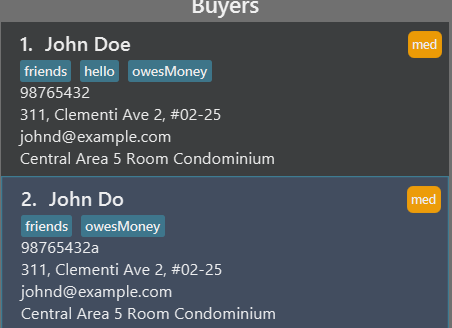 Buyers
1. John Doe med
friends hello owesMoney
98765432
311, Clementi Ave 2, #02-25
johnd@example.com
Central Area 5 Room Condominium
2. John Do med
friends owesMoney
98765432a
311, Clementi Ave 2, #02-25
johnd@example.com
Central Area 5 Room Condominium